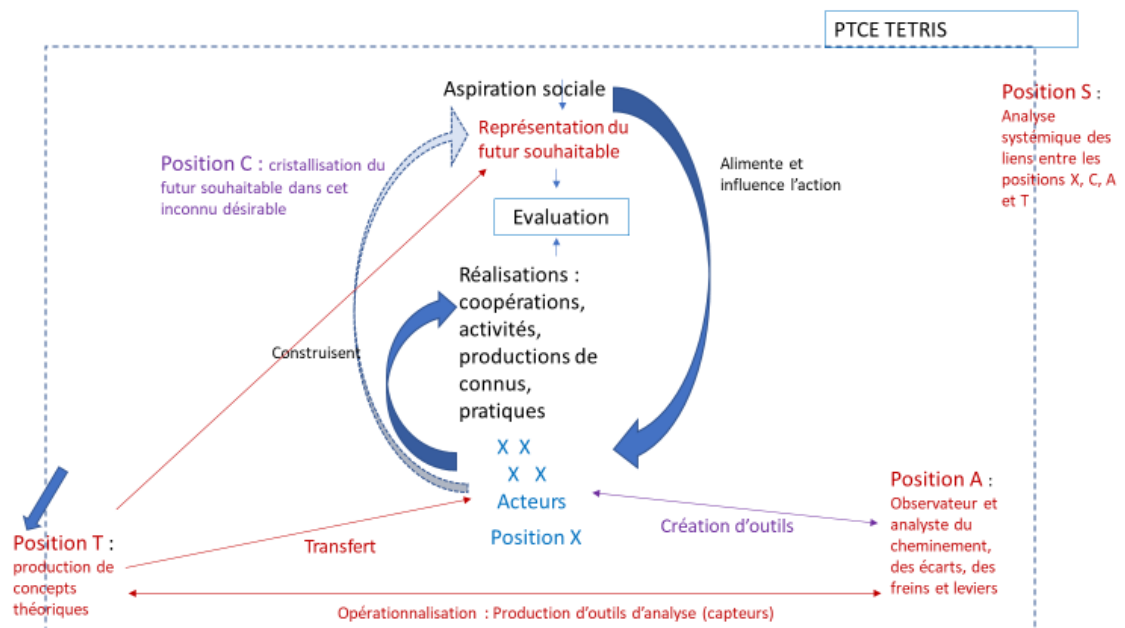 PTCE TETRIS
Aspiration sociale
Représentation du
futur souhaitable
Position S :
Analyse
systémique des
liens entre les
positions X, C, A
et T
Position C : cristallisation du
futur souhaitable dans cet
inconnu désirable
Alimente et
influence l’action
Evaluation
Réalisations :
coopérations,
activités,
productions de
connus,
pratiques
Construisent
X X
X X
Acteurs
Position X
Position A :
Observateur et
analyste du
cheminement,
des écarts, des
freins et leviers
Création d’outils
Position T :
production de
concepts
théoriques
Transfert
Opérationnalisation : Production d’outils d’analyse (capteurs)